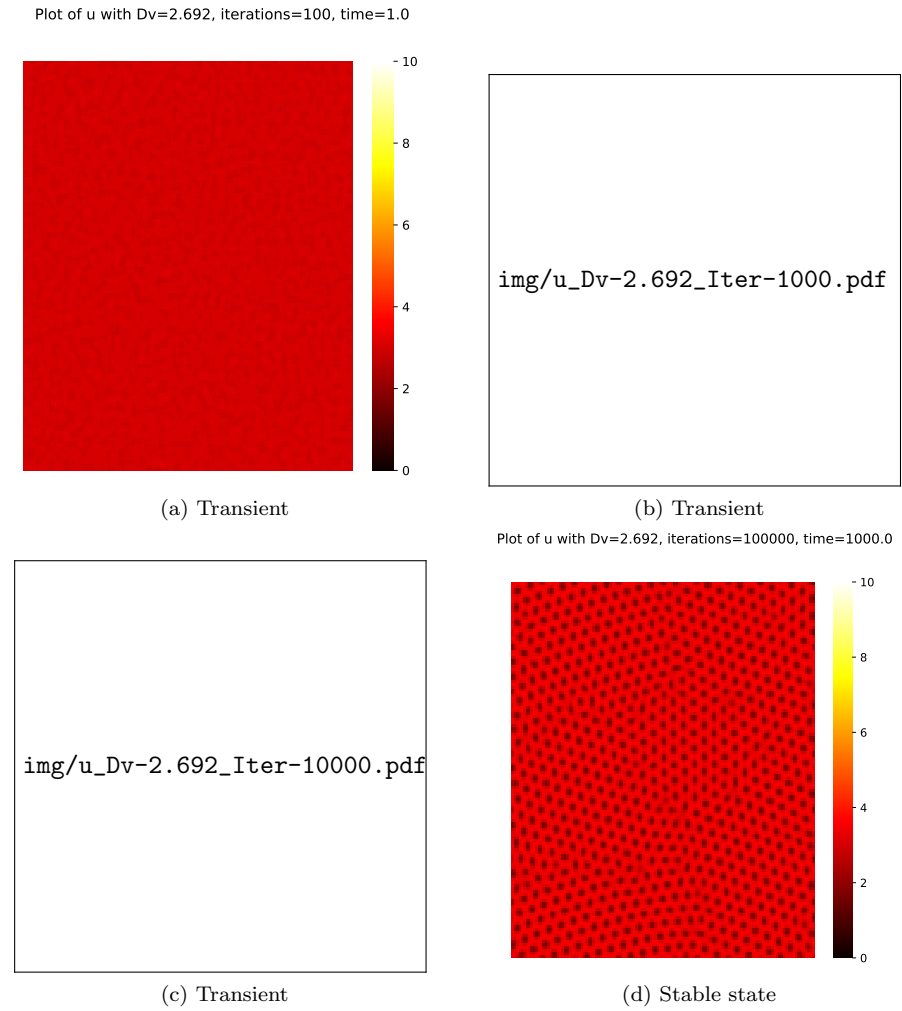 Plot of u with Dv=2.692, iterations=100, time=1.0
10
8
6
4
2
0
(a) Transient
img/u_Dv-2.692_Iter-1000.pdf
(b) Transient
img/u_Dv-2.692_Iter-10000.pdf
(c) Transient
Plot of u with Dv=2.692, iterations=100000, time=1000.0
10
8
6
4
2
0
(d) Stable state